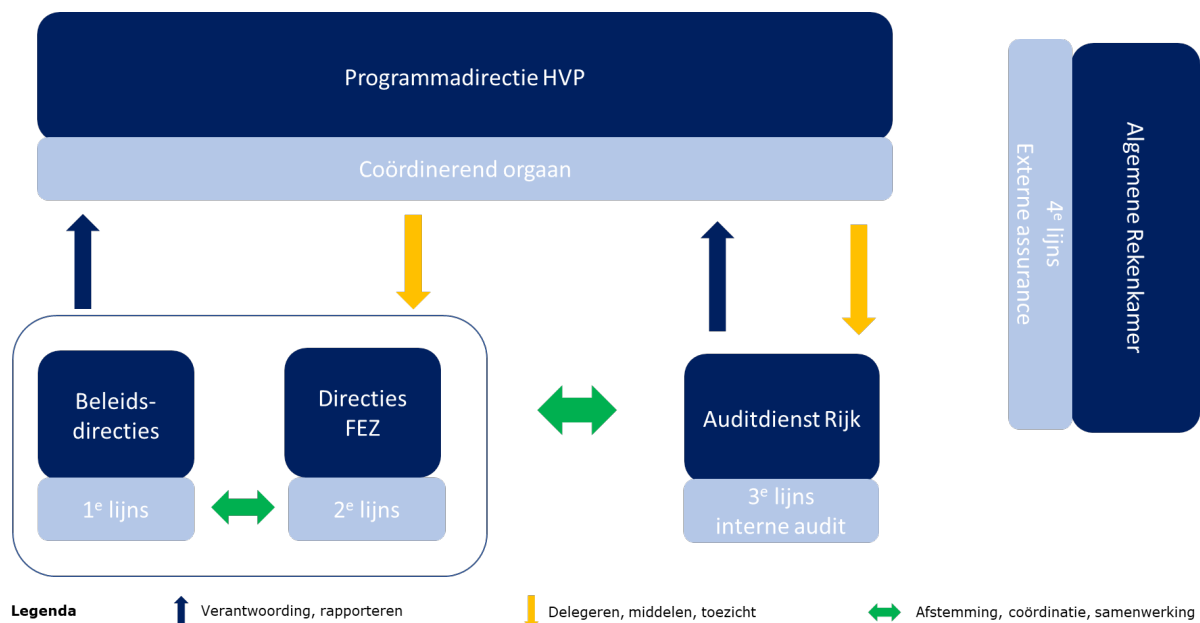 Programmadirectie HVP
Coördinerend orgaan
4e lijns
Externe assurance
Algemene Rekenkamer
Beleids-
directies
1e lijns
Directies
FEZ
2e lijns
Auditdienst Rijk
3e lijns
interne audit
Legenda
Verantwoording, rapporteren
Delegeren, middelen, toezicht
Afstemming, coördinatie, samenwerking